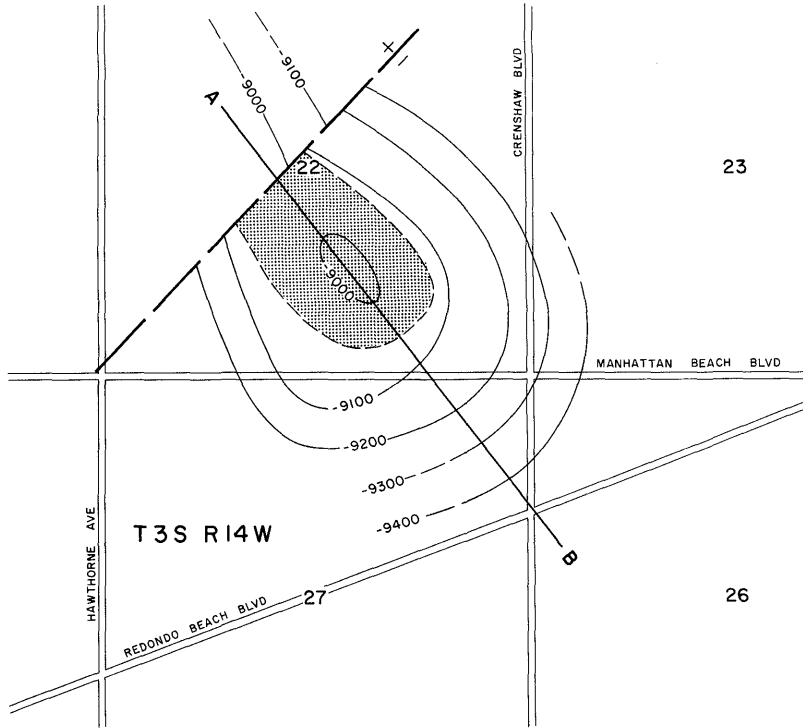 +
-
-9100
-9000
A
CRENSHAW BLVD
22
23
-9000
MANHATTAN BEACH BLVD
-9100
-9200
-9300
-9400
HAWTHORNE AVE
T3S R14W
B
REDONDO BEACH BLVD
27
26